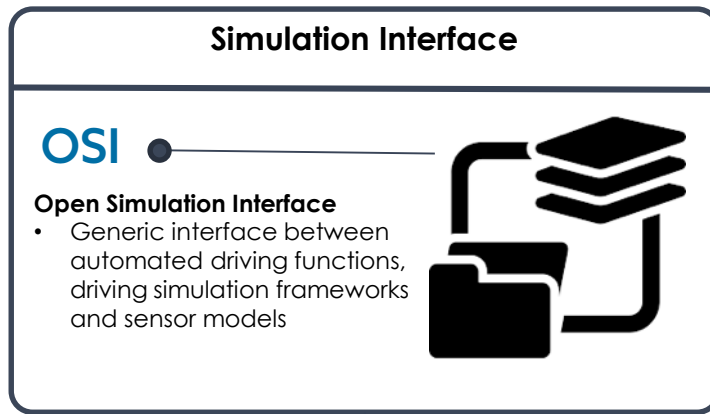 Simulation Interface
OSI
Open Simulation Interface
• Generic interface between
automated driving functions,
driving simulation frameworks
and sensor models